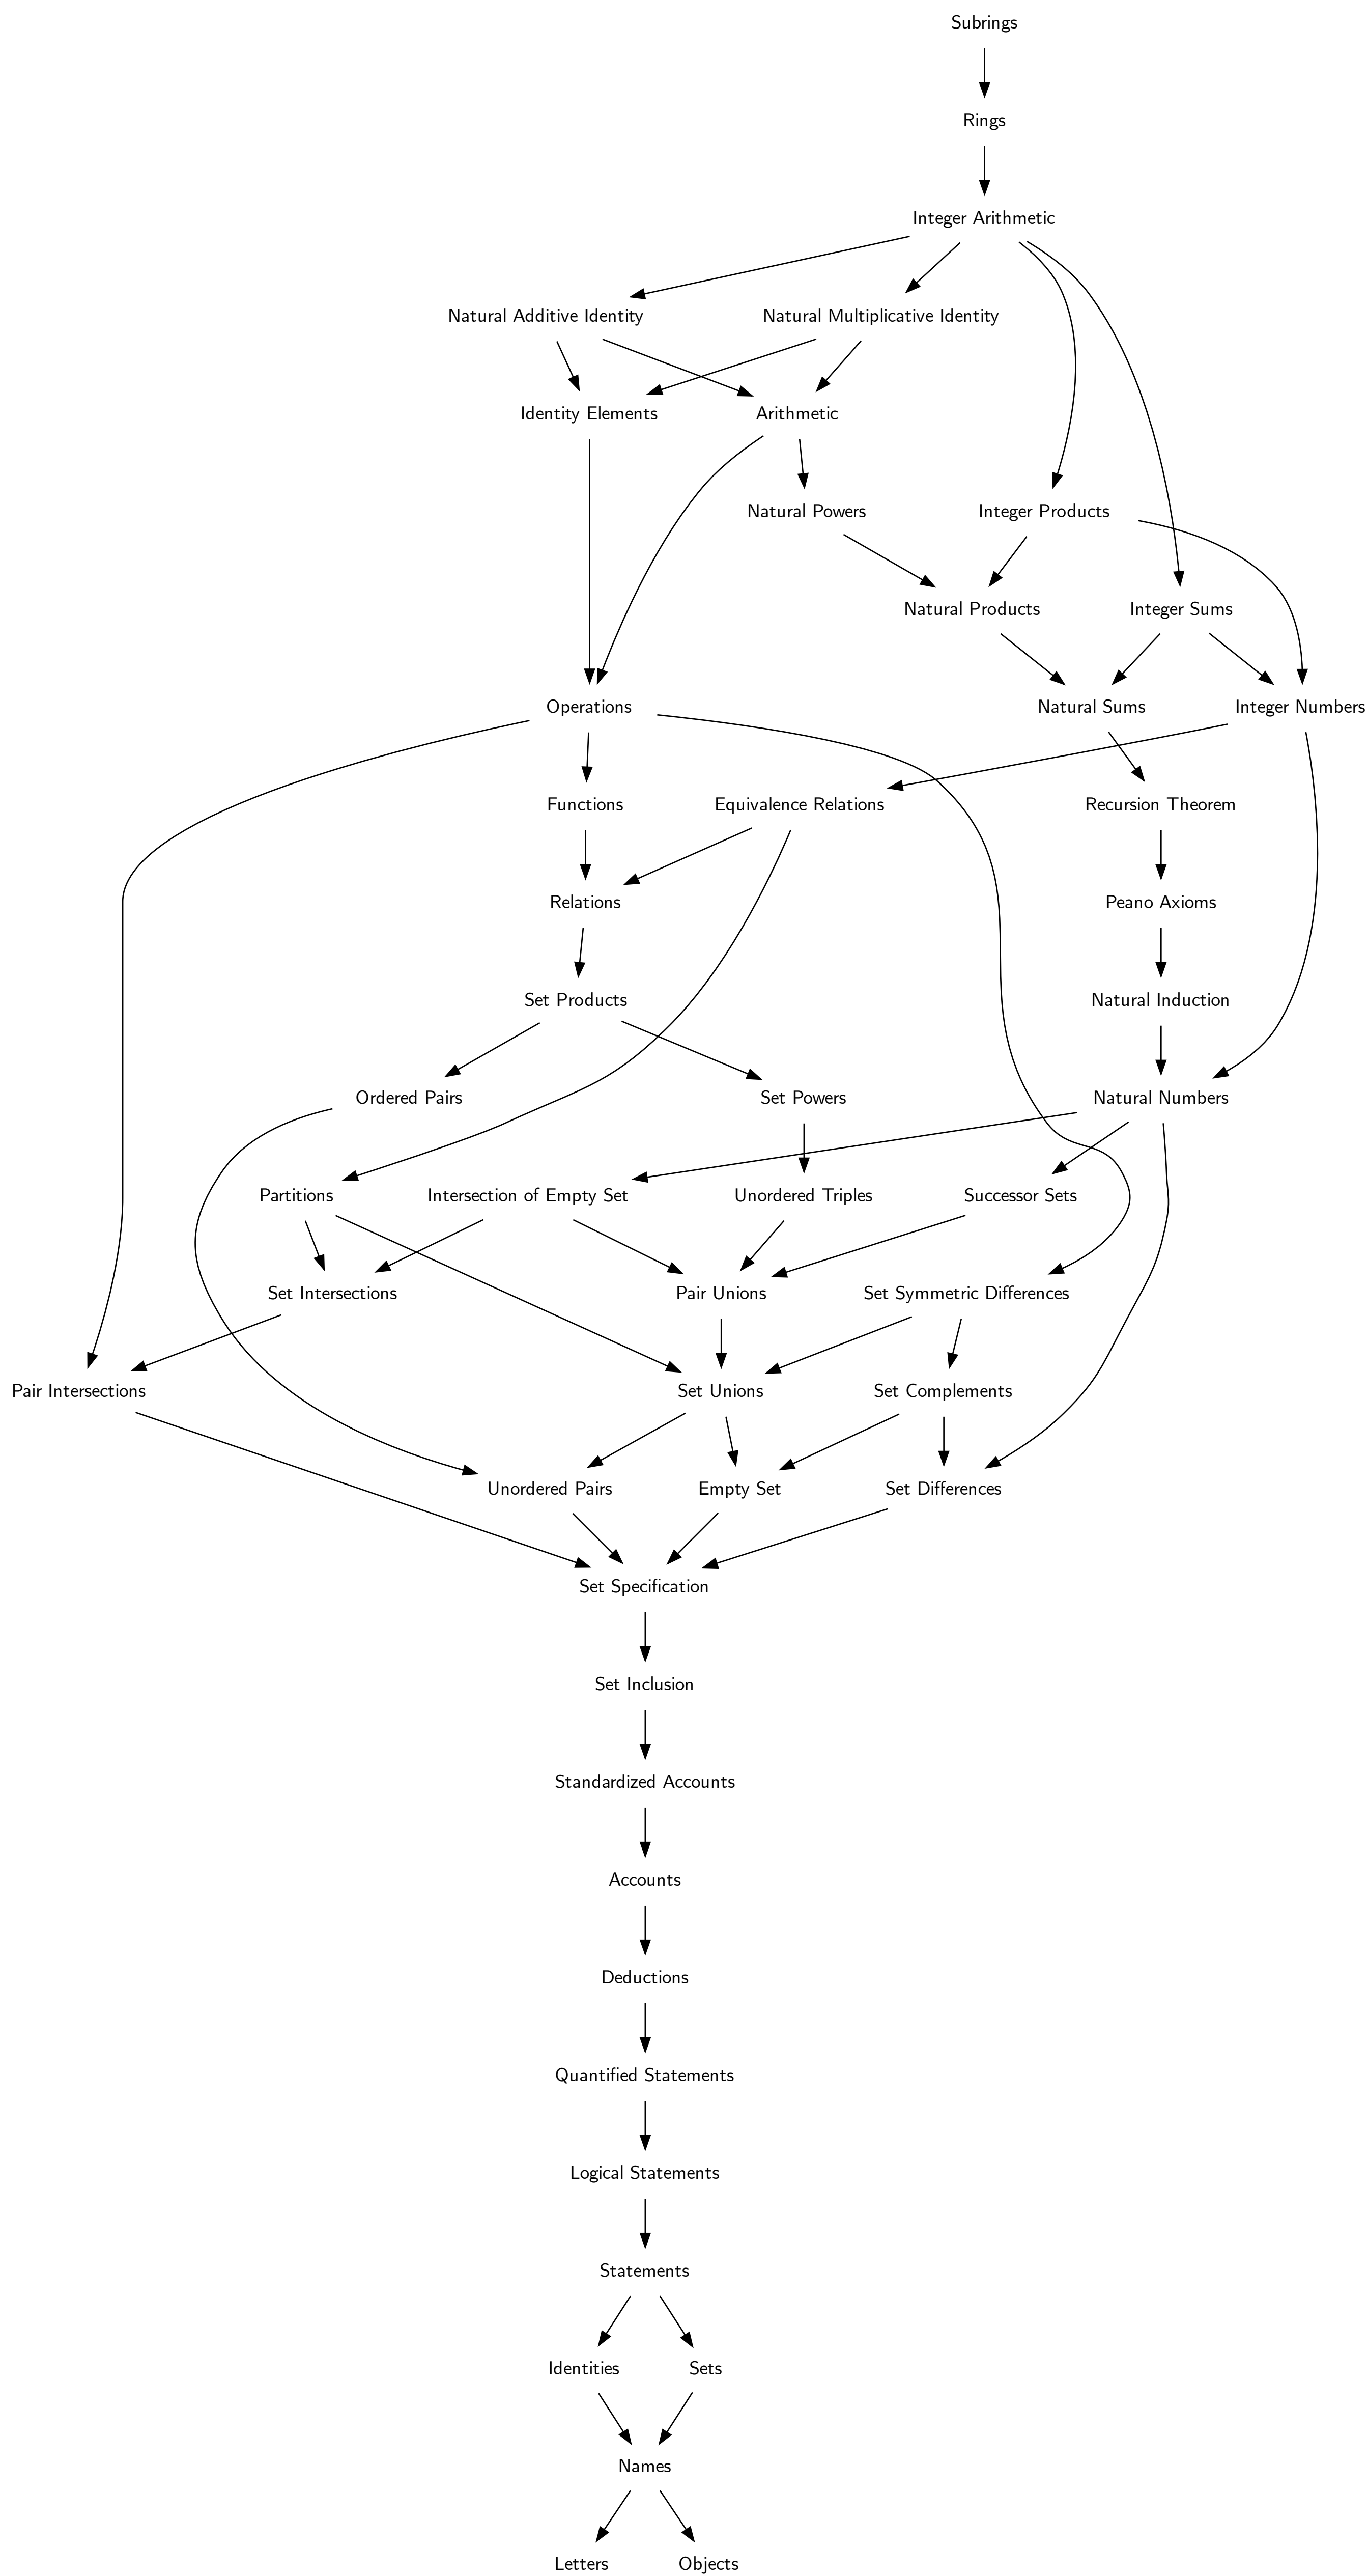 Subrings
Rings
Integer Arithmetic
Natural Additive Identity
Natural Multiplicative Identity
Identity Elements
Arithmetic
Natural Powers
Integer Products
Natural Products
Integer Sums
Operations
Natural Sums
Integer Numbers
Functions
Equivalence Relations
Recursion Theorem
Relations
Peano Axioms
Set Products
Natural Induction
Ordered Pairs
Set Powers
Natural Numbers
Partitions
Intersection of Empty Set
Unordered Triples
Successor Sets
Set Intersections
Pair Unions
Set Symmetric Differences
Pair Intersections
Set Unions
Set Complements
Unordered Pairs
Empty Set
Set Differences
Set Specification
Set Inclusion
Standardized Accounts
Accounts
Deductions
Quantified Statements
Logical Statements
Statements
Identities
Sets
Names
Letters
Objects